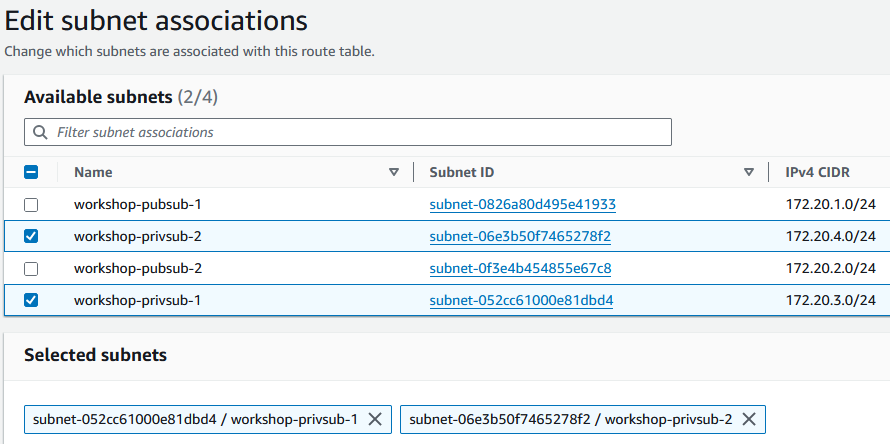 Edit subnet associations
Change which subnets are associated with this route table.
Available subnets (2/4)
Filter subnet associations
Name Subnet ID IPv4 CIDR
workshop-pubsub-1 subnet-0826a80d495e41933 172.20.1.0/24
workshop-privsub-2 subnet-06e3b50f7465278f2 172.20.4.0/24
workshop-pubsub-2 subnet-0f3e4b454855e67c8 172.20.2.0/24
workshop-privsub-1 subnet-052cc61000e81dbd4 172.20.3.0/24
Selected subnets
subnet-052cc61000e81dbd4 / workshop-privsub-1 subnet-06e3b50f7465278f2 / workshop-privsub-2